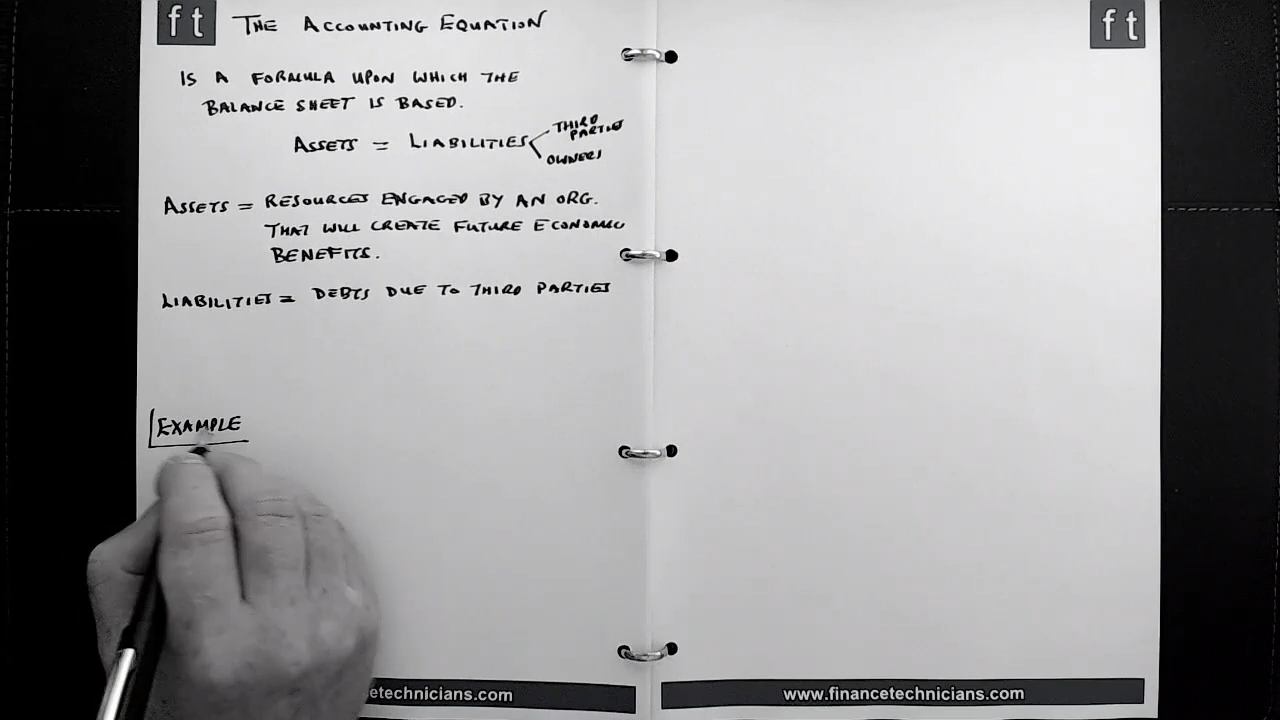 ft
THE ACCOUNTING EQUATION
IS A FORMULA UPON WHICH THE
BALANCE SHEET IS BASED.
ASSETS = LIABILITIES
THIRD
PARTIES
OWNERS
ASSETS = RESOURCES ENGAGED BY AN ORG.
THAT WILL CREATE FUTURE ECONOMIC
BENEFITS.
LIABILITIES = DEBTS DUE TO THIRD PARTIES
EXAMPLE
etechnicians.com
ft
www.financetechnicians.com